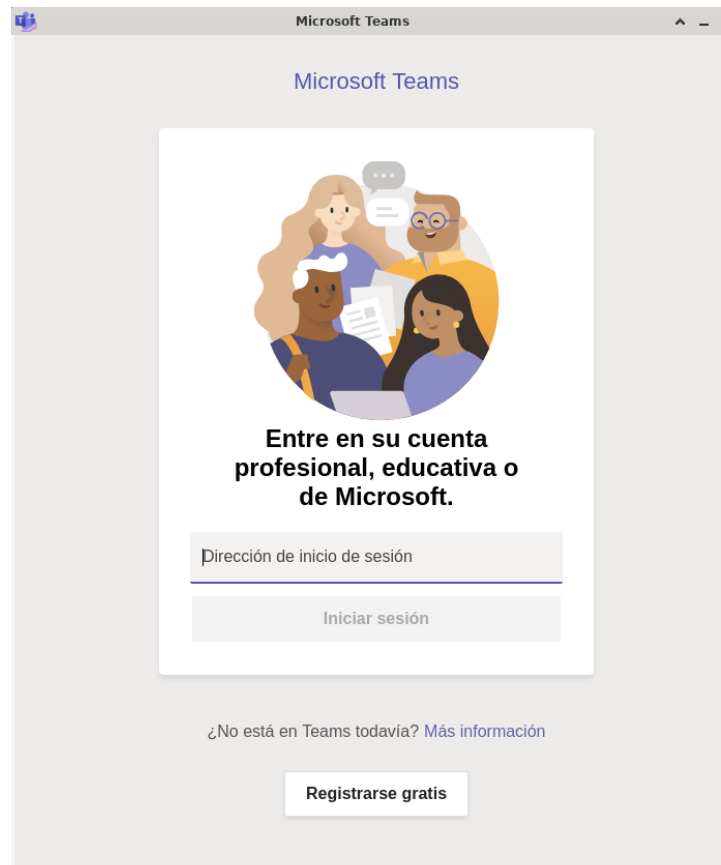 Microsoft Teams
Microsoft Teams
Entre en su cuenta
profesional, educativa o
de Microsoft.
Dirección de inicio de sesión
Iniciar sesión
¿No está en Teams todavía? Más información
Registrarse gratis